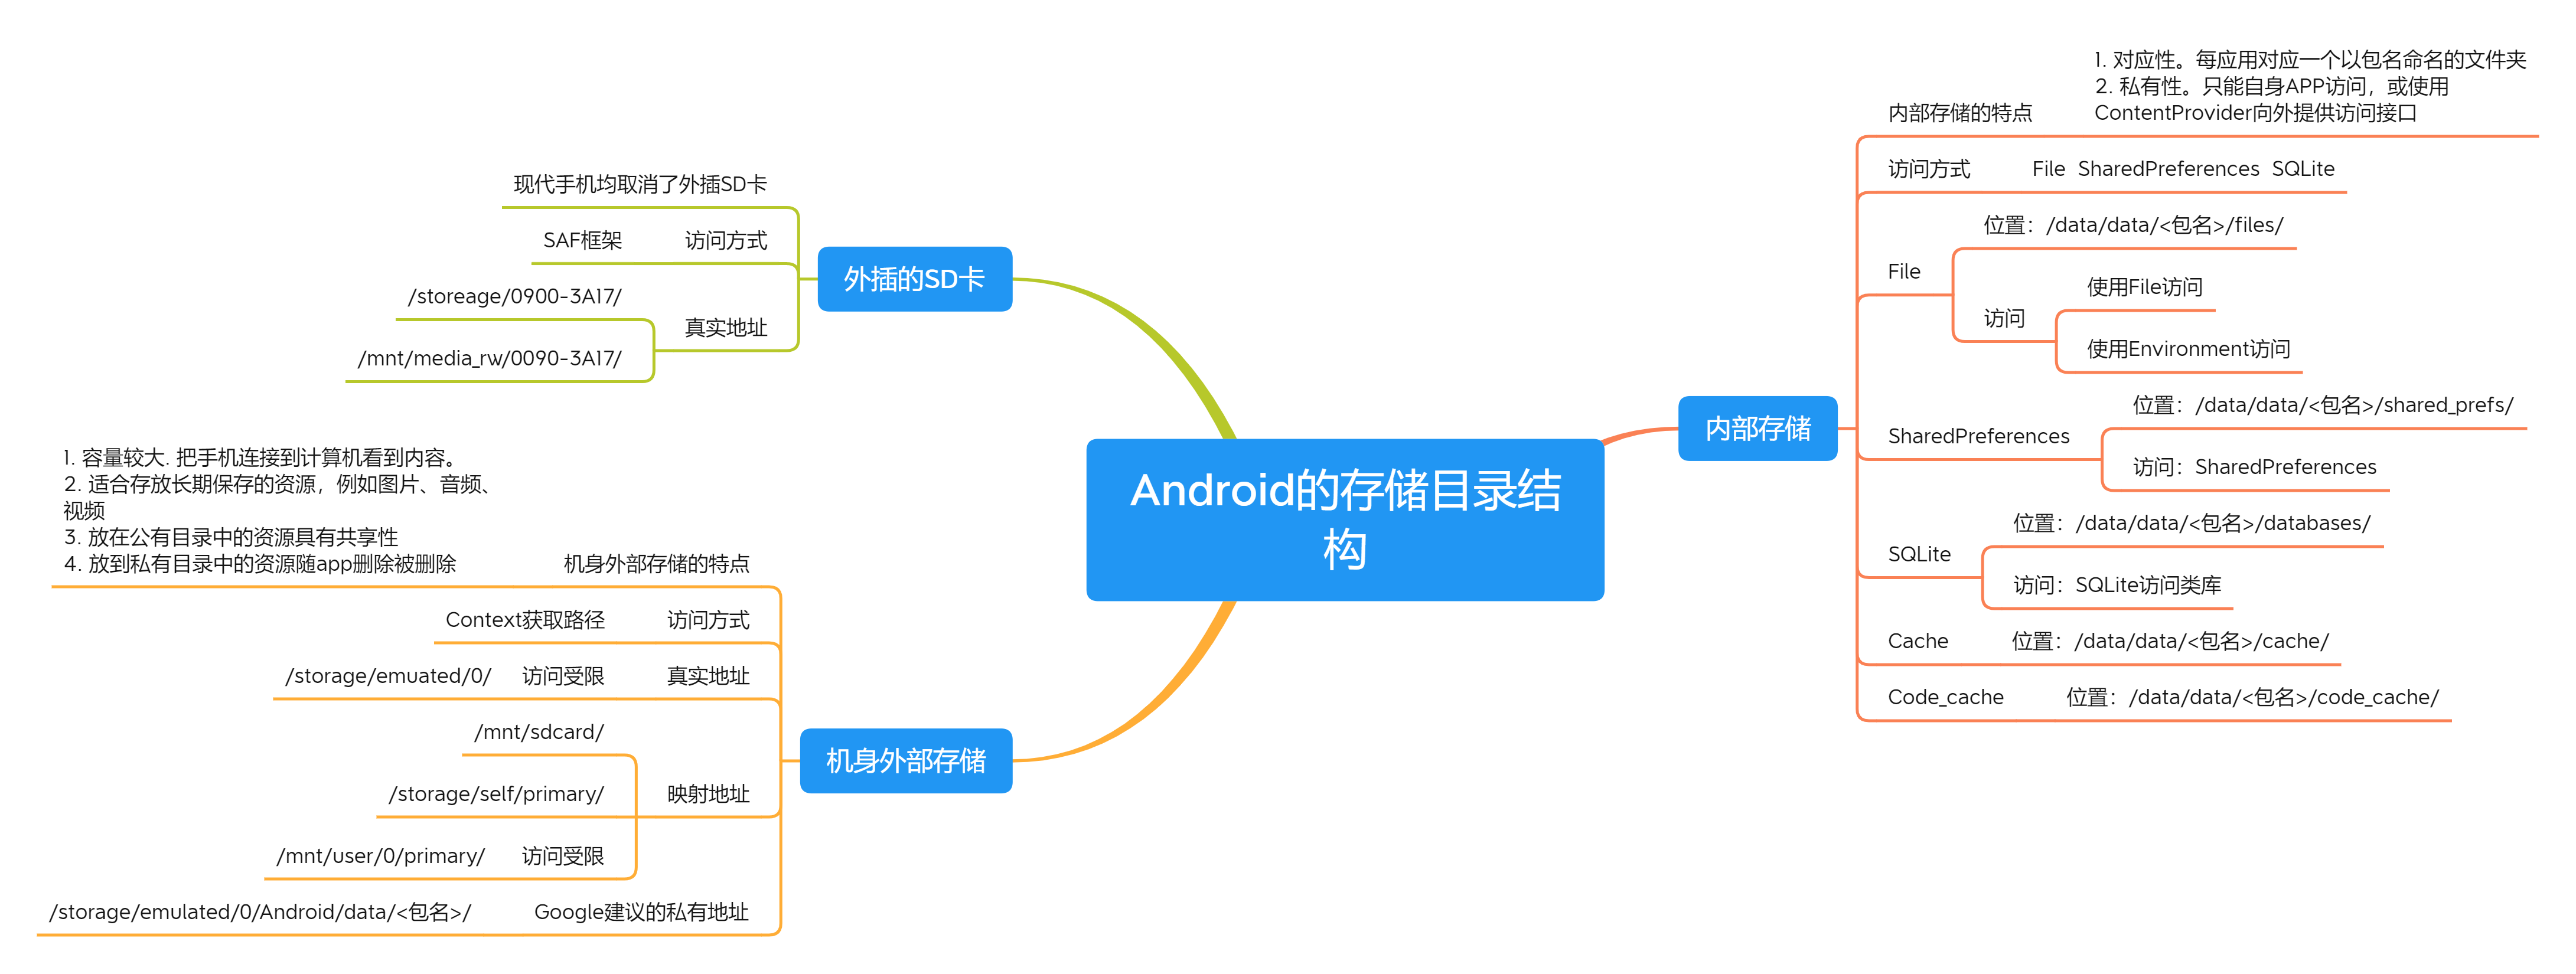 Android的存储目录结
构
内部存储
内部存储的特点
1. 对应性。每应用对应一个以包名命名的文件夹
2. 私有性。只能自身APP访问，或使用
ContentProvider向外提供访问接口
访问方式
File SharedPreferences SQLite
File
位置：/data/data/<包名>/files/
访问
使用File访问
使用Environment访问
SharedPreferences
位置：/data/data/<包名>/shared_prefs/
访问：SharedPreferences
SQLite
位置：/data/data/<包名>/databases/
访问：SQLite访问类库
Cache
位置：/data/data/<包名>/cache/
Code_cache
位置：/data/data/<包名>/code_cache/
外插的SD卡
现代手机均取消了外插SD卡
访问方式
SAF框架
真实地址
/storeage/0900-3A17/
/mnt/media_rw/0090-3A17/
机身外部存储
机身外部存储的特点
1. 容量较大. 把手机连接到计算机看到内容。
2. 适合存放长期保存的资源，例如图片、音频、
视频
3. 放在公有目录中的资源具有共享性
4. 放到私有目录中的资源随app删除被删除
访问方式
Context获取路径
真实地址
访问受限
/storage/emuated/0/
映射地址
/mnt/sdcard/
/storage/self/primary/
访问受限
/mnt/user/0/primary/
Google建议的私有地址
/storage/emulated/0/Android/data/<包名>/